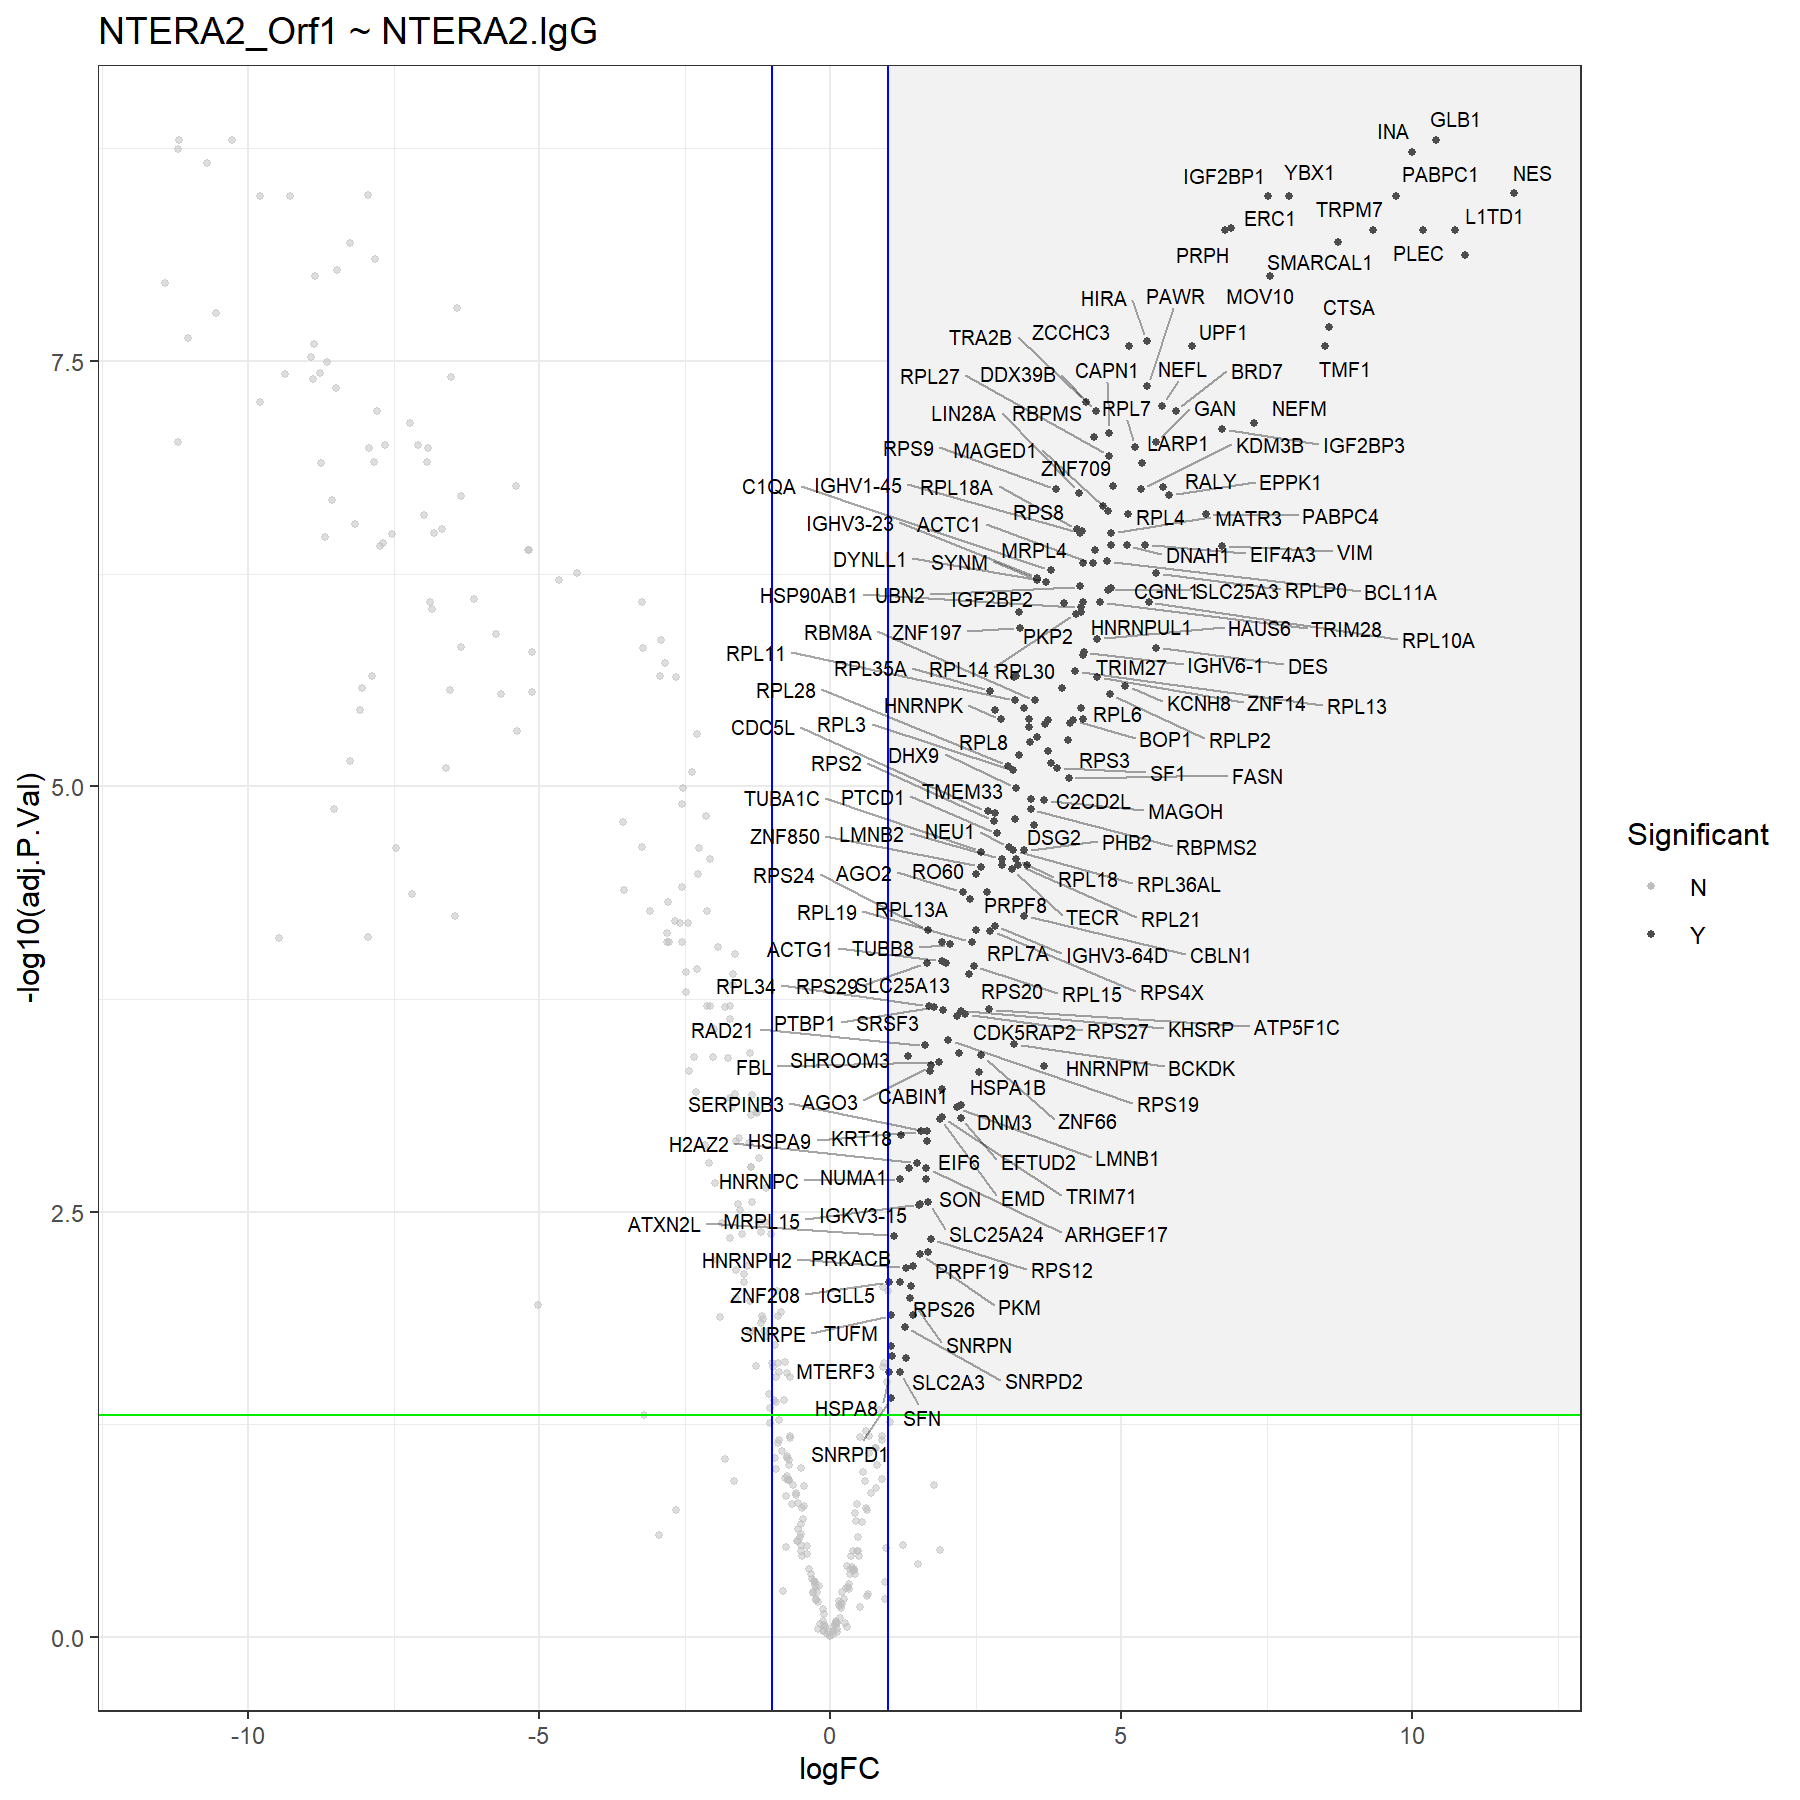 NTERA2_Orf1 ~ NTERA2.IgG
GLB1
INA
NES
PABPC1
YBX1
IGF2BP1
TRPM7
L1TD1
ERC1
PLEC
PRPH
SMARCAL1
MOV10
PAWR
HIRA
CTSA
UPF1
ZCCHC3
TRA2B
TMF1
NEFL
BRD7
CAPN1
DDX39B
RPL27
NEFM
GAN
RPL7
RBPMS
LIN28A
LARP1
KDM3B
IGF2BP3
RPS9
MAGED1
ZNF709
RALY
EPPK1
C1QA
IGHV1-45
RPL18A
RPS8
RPL4
MATR3
PABPC4
IGHV3-23
ACTC1
MRPL4
DNAH1
EIF4A3
VIM
DYNLL1
SYNM
CGNL1
SLC25A3
RPLP0
BCL11A
HSP90AB1
UBN2
IGF2BP2
RBM8A
ZNF197
PKP2
HNRNPUL1
HAUS6
TRIM28
RPL10A
RPL11
RPL35A
RPL14
RPL30
TRIM27
IGHV6-1
DES
RPL28
HNRNPK
KCNH8
ZNF14
RPL13
RPL6
CDC5L
RPL3
RPL8
BOP1
RPLP2
RPS2
DHX9
RPS3
SF1
FASN
TUBA1C
PTCD1
TMEM33
C2CD2L
MAGOH
ZNF850
LMNB2
NEU1
DSG2
PHB2
RBPMS2
RPS24
AGO2
RO60
RPL18
RPL36AL
RPL19
RPL13A
PRPF8
TECR
RPL21
ACTG1
TUBB8
RPL7A
IGHV3-64D
CBLN1
RPL34
RPS29
SLC25A13
RPS20
RPL15
RPS4X
RAD21
PTBP1
SRSF3
CDK5RAP2
RPS27
KHSRP
ATP5F1C
FBL
SHROOM3
HNRNPM
BCKDK
SERPINB3
AGO3
CABIN1
HSPA1B
RPS19
H2AZ2
HSPA9
KRT18
DNM3
ZNF66
HNRNPC
NUMA1
EIF6
EFTUD2
LMNB1
SON
EMD
TRIM71
ATXN2L
MRPL15
IGKV3-15
SLC25A24
ARHGEF17
HNRNPH2
PRKACB
PRPF19
RPS12
ZNF208
IGLL5
RPS26
PKM
SNRPE
TUFM
SNRPN
MTERF3
SLC2A3
SNRPD2
HSPA8
SFN
SNRPD1
7.5
5.0
2.5
0.0
-log10(adj.P.Val)
-10
-5
0
5
10
logFC
Significant
N
Y